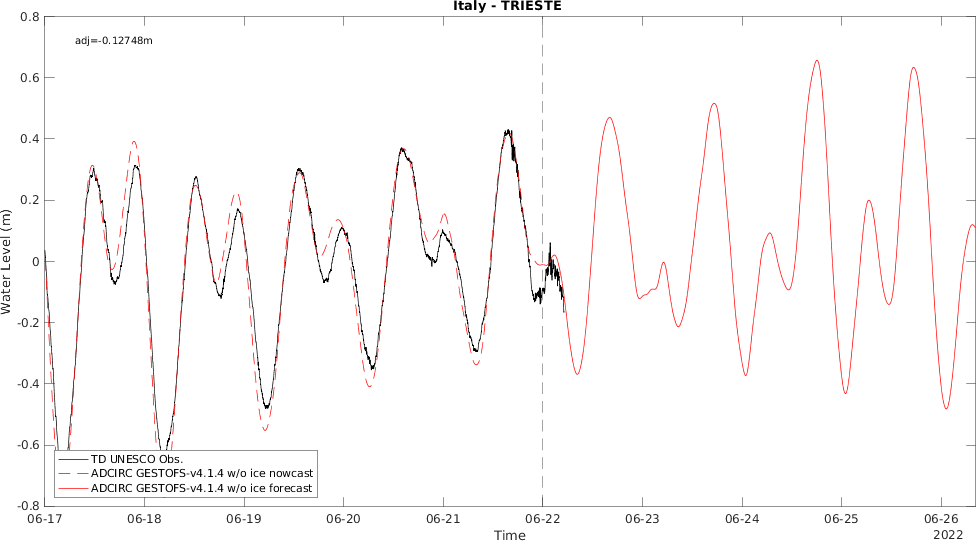 Italy - TRIESTE
adj=-0.12748m
0.8
0.6
0.4
0.2
0
-0.2
-0.4
-0.6
-0.8
Water Level (m)
TD UNESCO Obs.
ADCIRC GESTOFS-v4.1.4 w/o ice nowcast
ADCIRC GESTOFS-v4.1.4 w/o ice forecast
06-17 06-18 06-19 06-20 06-21 06-22 06-23 06-24 06-25 06-26
Time
2022